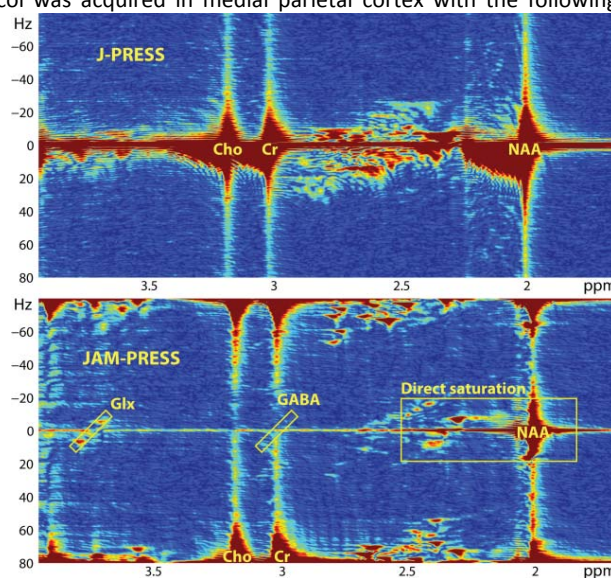 cor was acquired in medial parietal cortex with the following
Hz
-60
-40
-20
0
20
40
60
80
J-PRESS
Cho
Cr
NAA
3.5
3
2.5
2
ppm
Hz
-60
-40
-20
0
20
40
60
80
JAM-PRESS
Glx
GABA
Direct saturation
NAA
Cho
Cr
3.5
3
2.5
2
ppm